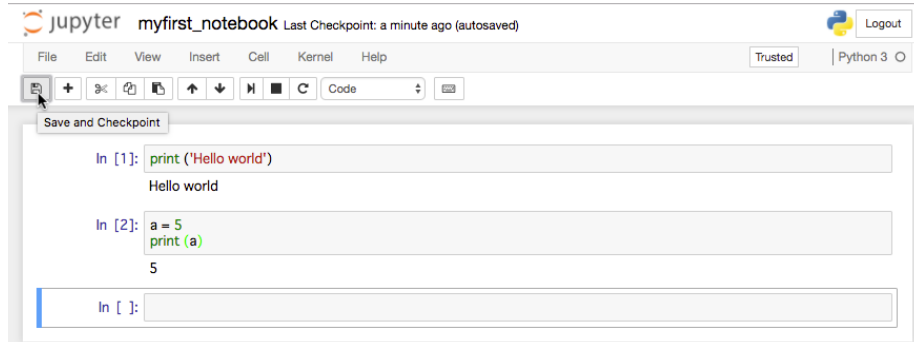 jupyter myfirst_notebook Last Checkpoint: a minute ago (autosaved) Logout
File Edit View Insert Cell Kernel Help Trusted Python 3
Code
Save and Checkpoint
In [1]: print ('Hello world')
Hello world
In [2]: a = 5
print (a)
5
In [ ]: